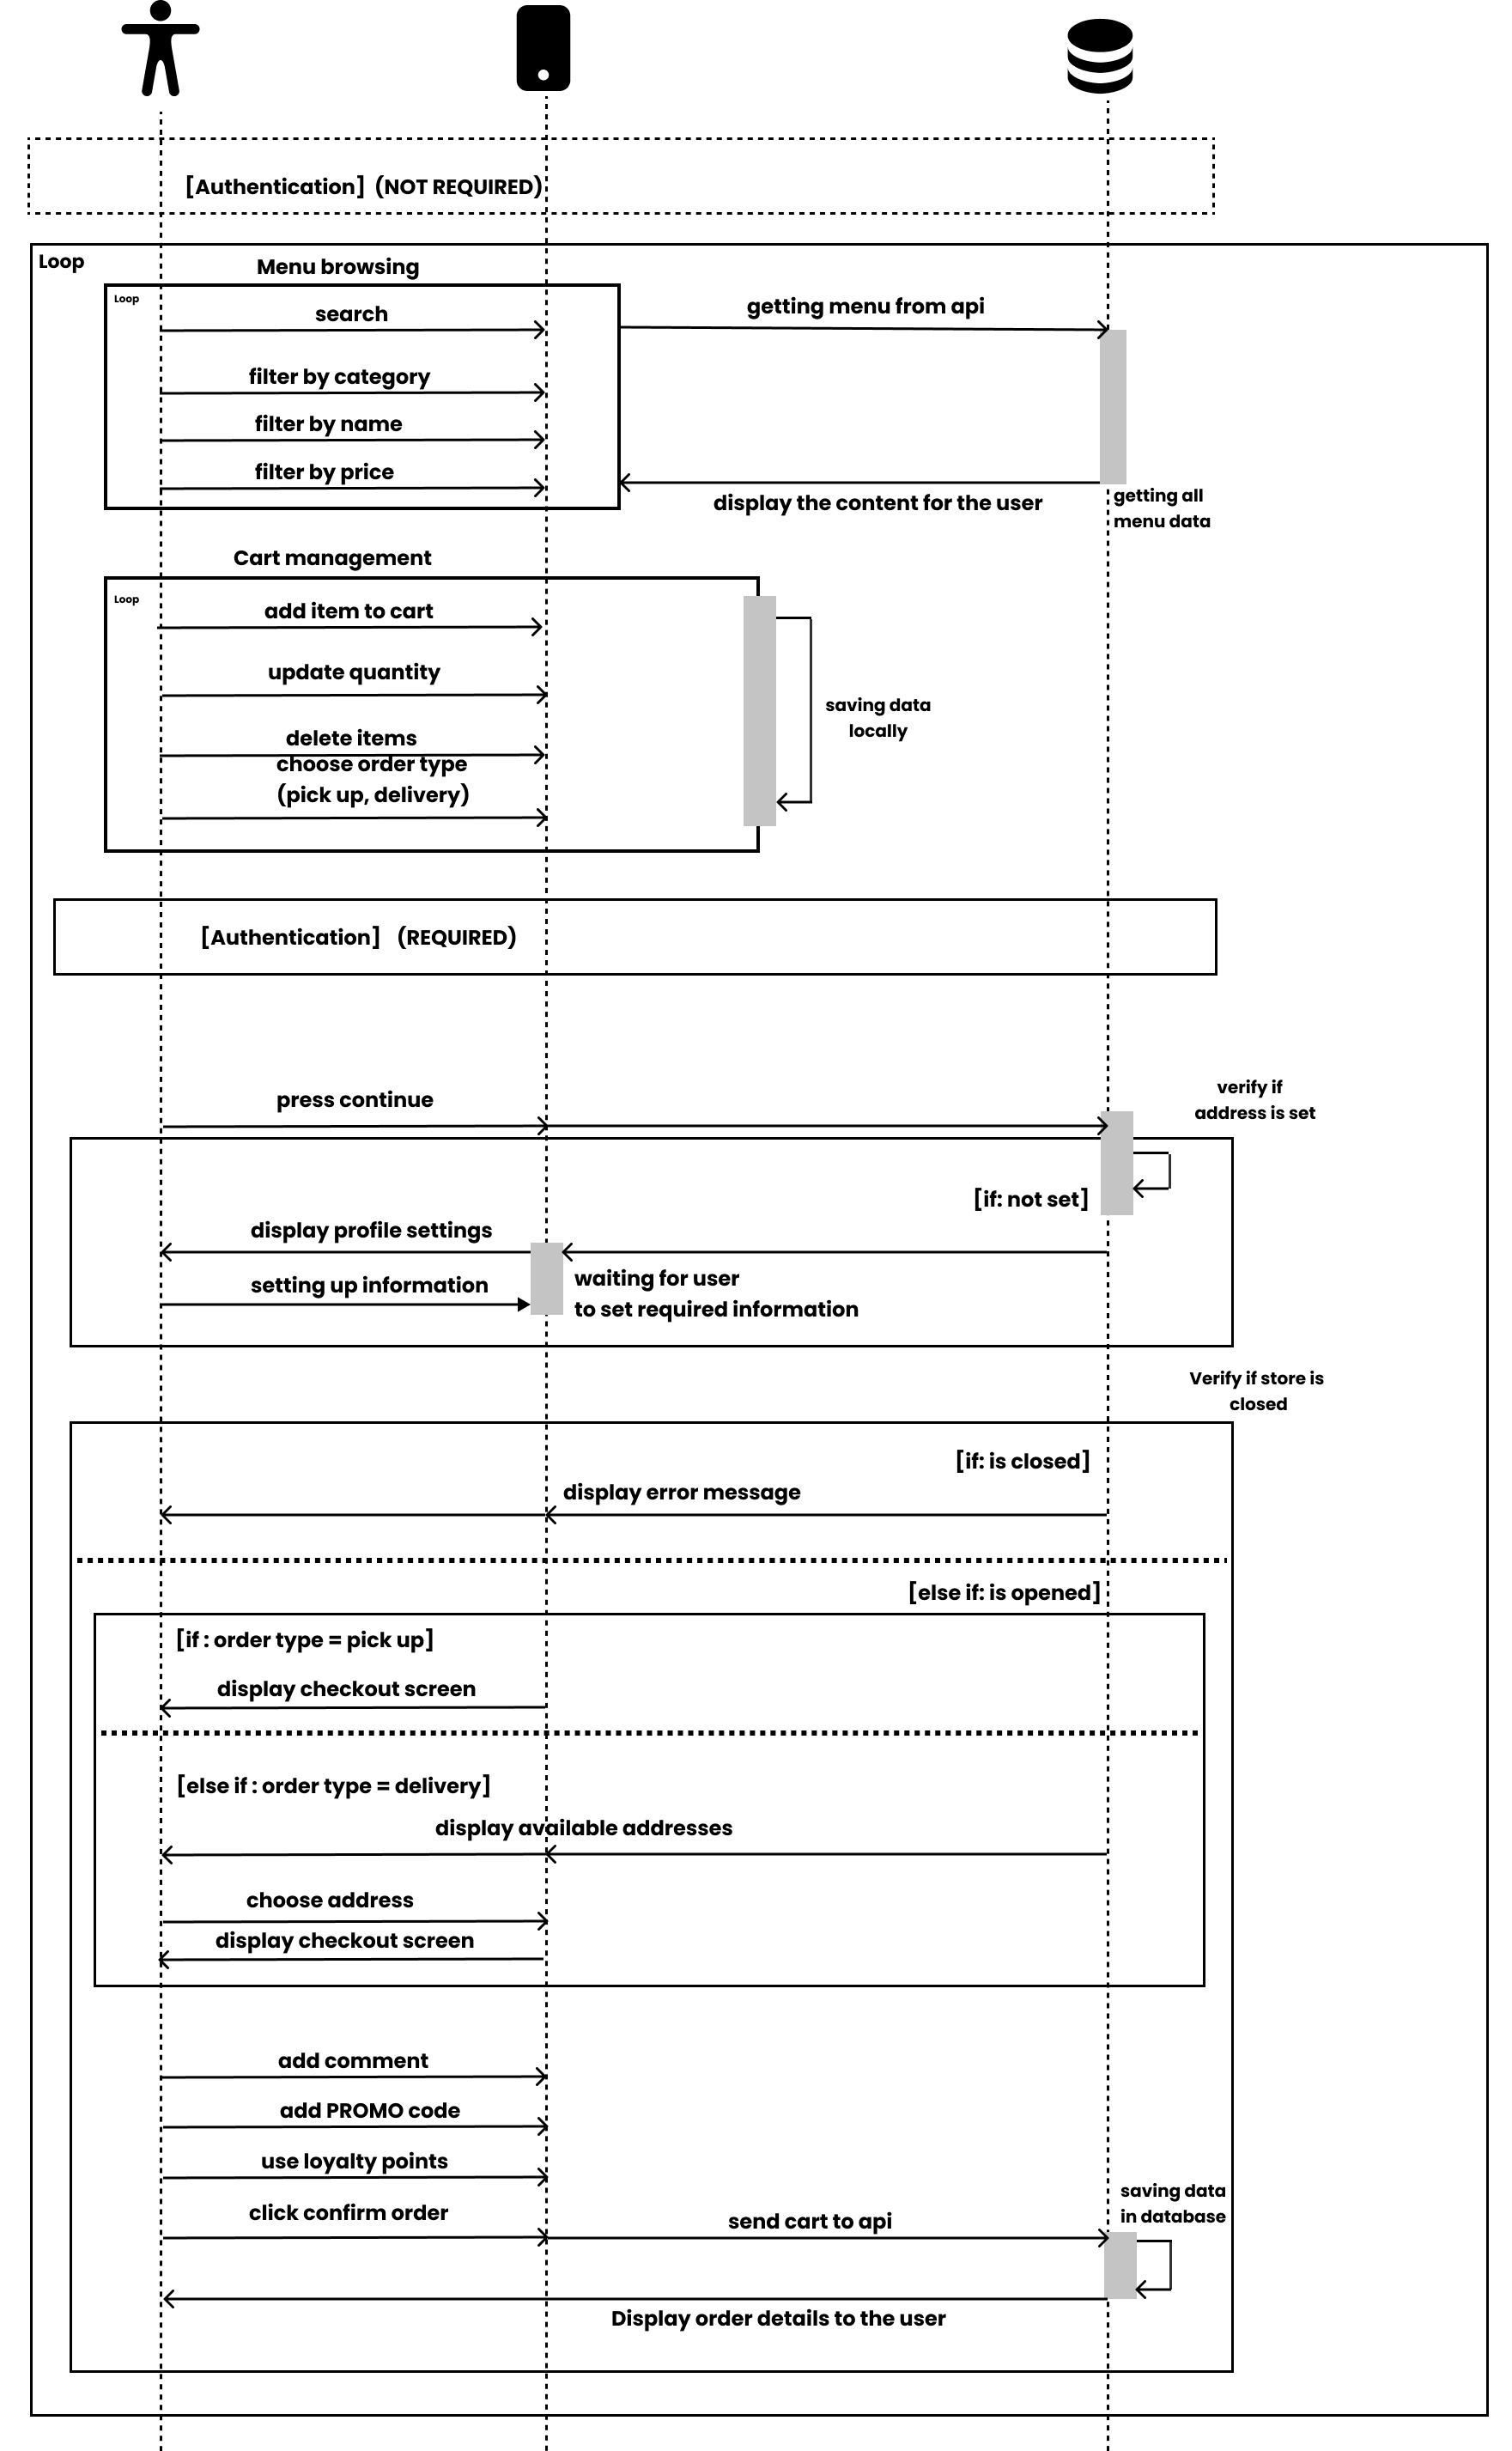 [Authentication] (NOT REQUIRED)
Loop
Menu browsing
Loop
search
getting menu from api
filter by category
filter by name
filter by price
display the content for the user
getting all
menu data
Cart management
Loop
add item to cart
update quantity
saving data
locally
delete items
choose order type
(pick up, delivery)
[Authentication] (REQUIRED)
verify if
address is set
press continue
[if: not set]
display profile settings
setting up information
waiting for user
to set required information
Verify if store is
closed
[if: is closed]
display error message
[else if: is opened]
[if : order type = pick up]
display checkout screen
[else if : order type = delivery]
display available addresses
choose address
display checkout screen
add comment
add PROMO code
use loyalty points
saving data
in database
click confirm order
send cart to api
Display order details to the user